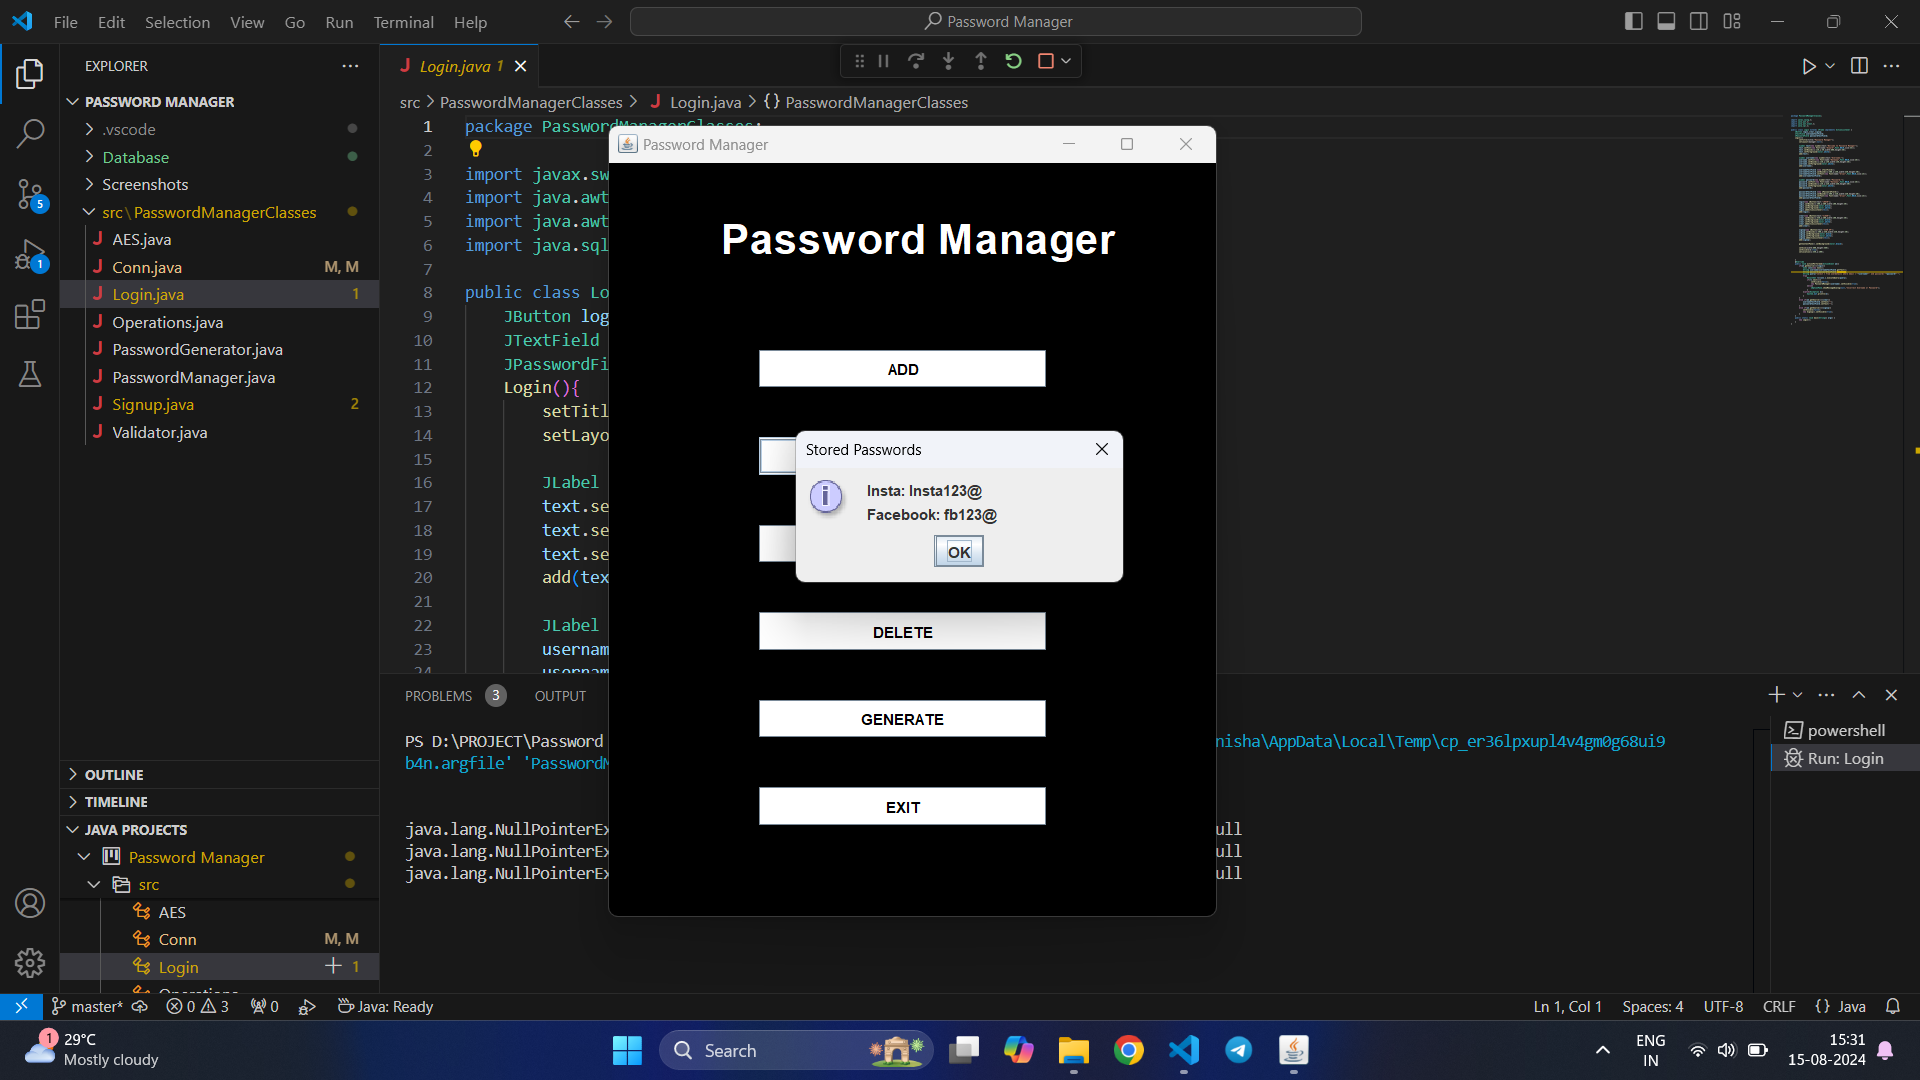 File Edit Selection View Go Run Terminal Help
Password Manager
EXPLORER
PASSWORD MANAGER
.vscode
Database
Screenshots
src\PasswordManagerClasses
AES.java
Conn.java M, M
Login.java 1
Operations.java
PasswordGenerator.java
PasswordManager.java
Signup.java 2
Validator.java
OUTLINE
TIMELINE
JAVA PROJECTS
Password Manager
src
AES
Conn M, M
Login 1
5
1
Login.java 1
src > PasswordManagerClasses > Login.java > {} PasswordManagerClasses
1 package PasswordManagerClasses;
2
3 import javax.sw
4 import java.awt
5 import java.awt
6 import java.sql
7
8 public class Lo
9 JButton log
10 JTextField
11 JPasswordFi
12 Login(){
13 setTitl
14 setLayo
15
16 JLabel
17 text.se
18 text.se
19 text.se
20 add(tex
21
22 JLabel
23 usernam
24 usernam
Password Manager
Password Manager
ADD
DELETE
GENERATE
EXIT
Stored Passwords
Insta: Insta123@
Facebook: fb123@
OK
PROBLEMS 3 OUTPUT
PS D:\PROJECT\Password nisha\AppData\Local\Temp\cp_er36lpxupl4v4gm0g68ui9
b4n.argfile' 'PasswordM
java.lang.NullPointerEx ull
java.lang.NullPointerEx ull
java.lang.NullPointerEx ull
powershell
Run: Login
master* 0 3 0 Java: Ready
Ln 1, Col 1 Spaces: 4 UTF-8 CRLF {} Java
1
29°C
Mostly cloudy
Search
ENG
IN
15:31
15-08-2024